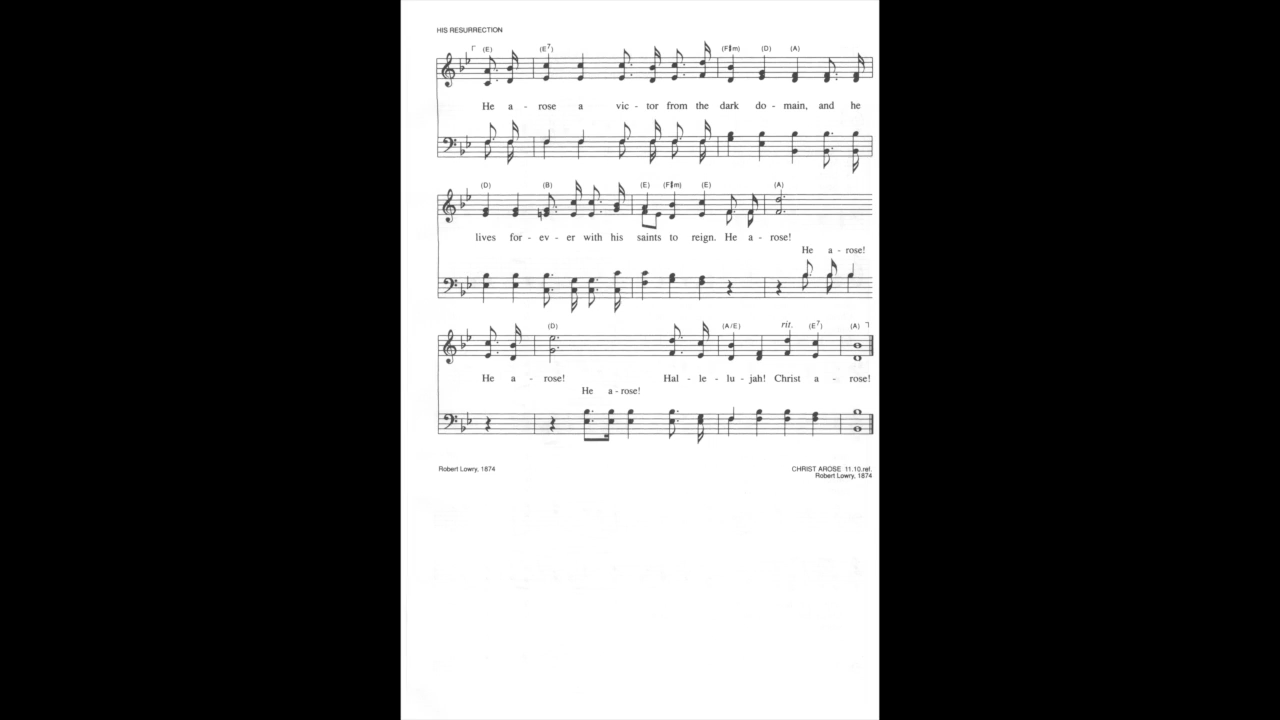 HIS RESURRECTION
(E) (E7) (F♯m) (D) (A)
He a - rose a vic - tor from the dark do - main, and he
(D) (B) (E) (F♯m) (E) (A)
lives for - ev - er with his saints to reign. He a - rose!
He a - rose!
(D) (A/E) rit. (E7) (A)
He a - rose! Hal - le - lu - jah! Christ a - rose!
He a - rose!
Robert Lowry, 1874
CHRIST AROSE 11.10.ref.
Robert Lowry, 1874